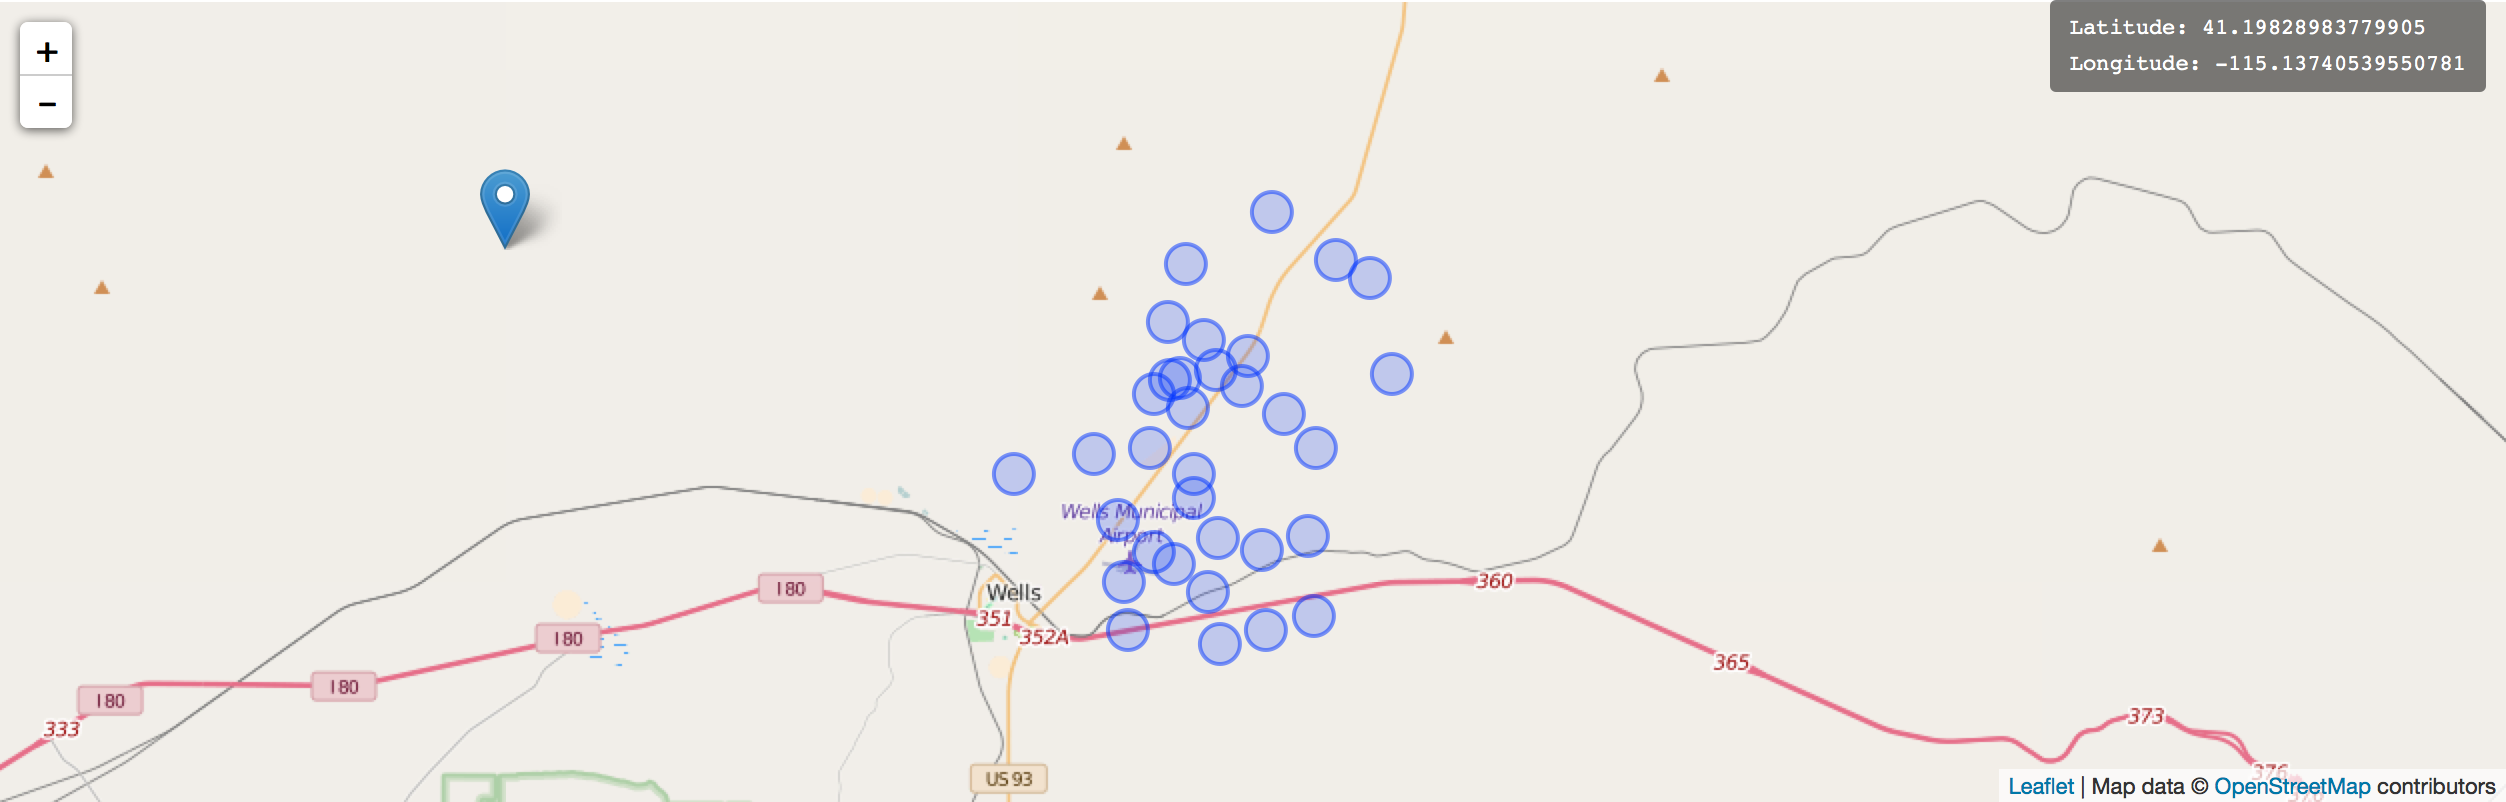 +
−
Latitude: 41.19828983779905
Longitude: -115.13740539550781
Wells Municipal
Airport
Wells
I 80
351
352A
360
I 80
365
I 80
I 80
333
373
US 93
376
Leaflet | Map data © OpenStreetMap contributors